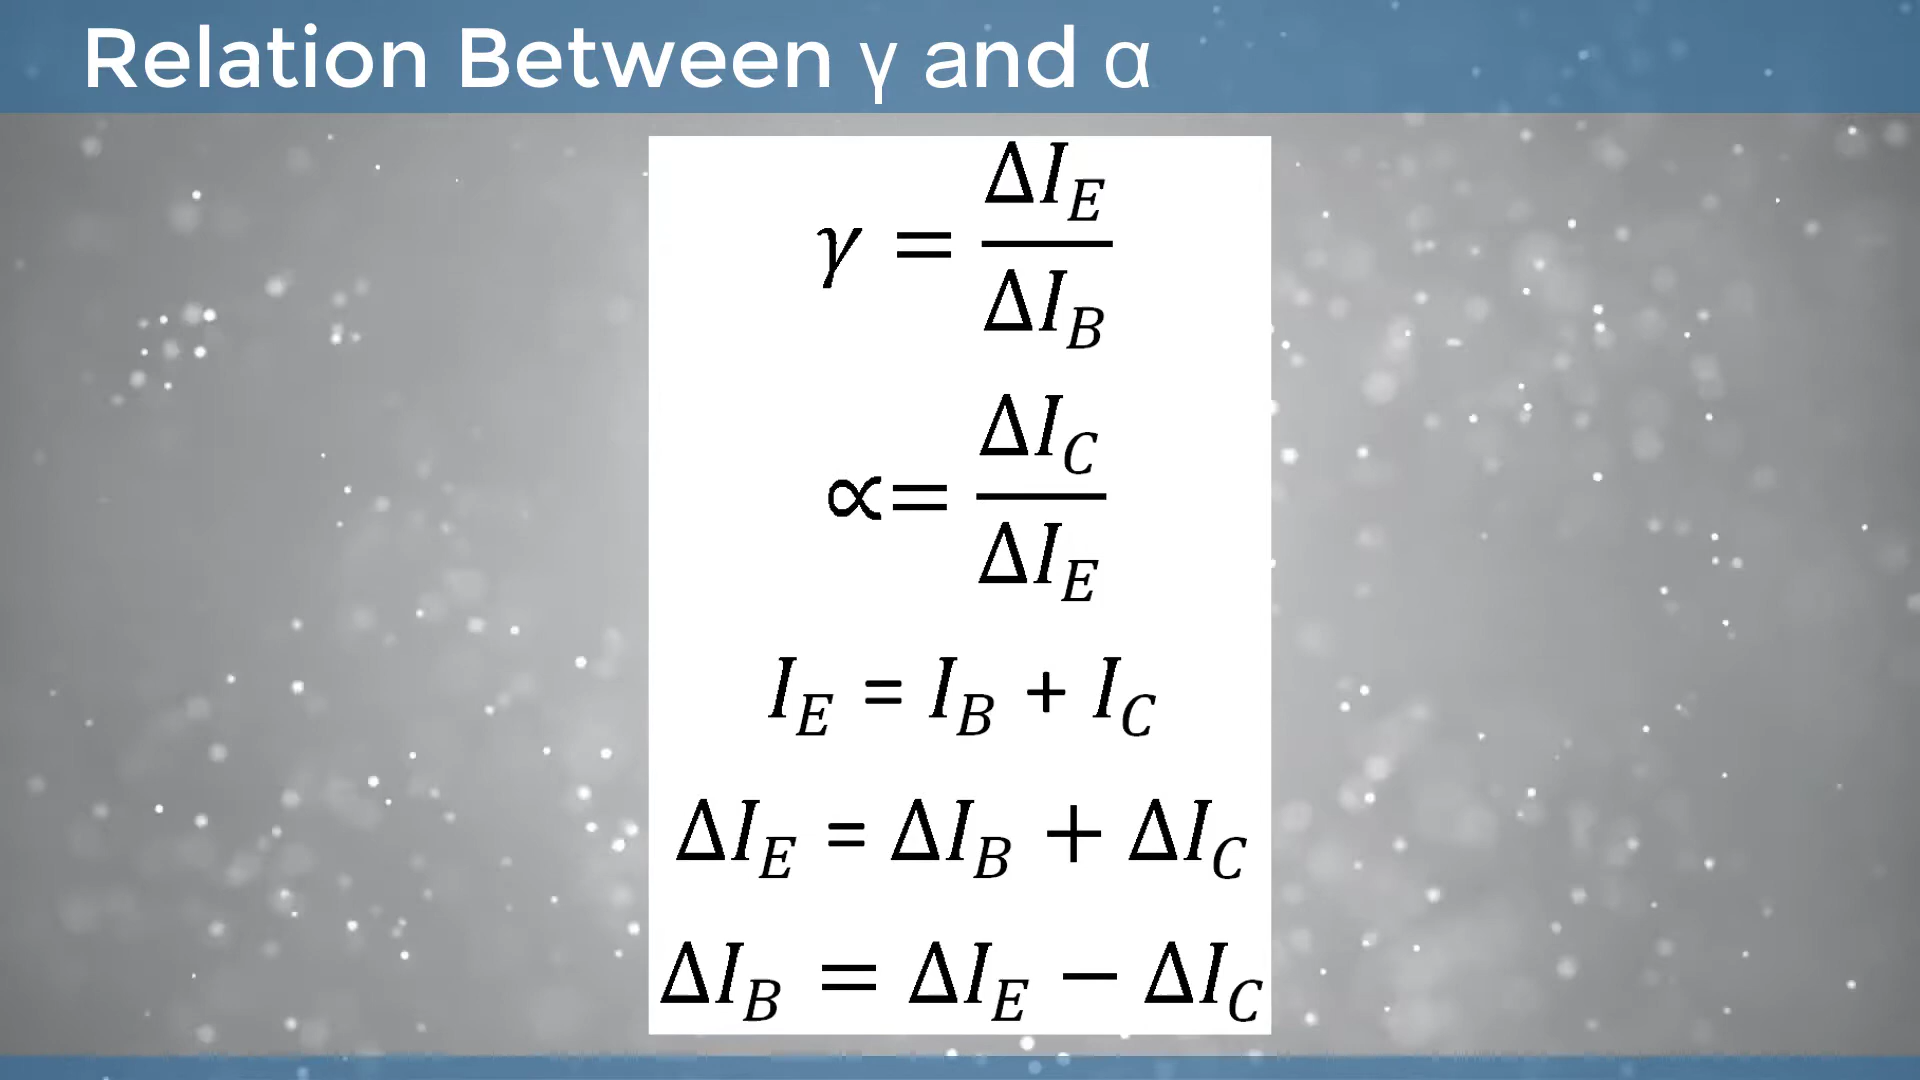 Relation Between γ and α
γ = ΔI_E / ΔI_B
∝= ΔI_C / ΔI_E
I_E = I_B + I_C
ΔI_E = ΔI_B + ΔI_C
ΔI_B = ΔI_E − ΔI_C